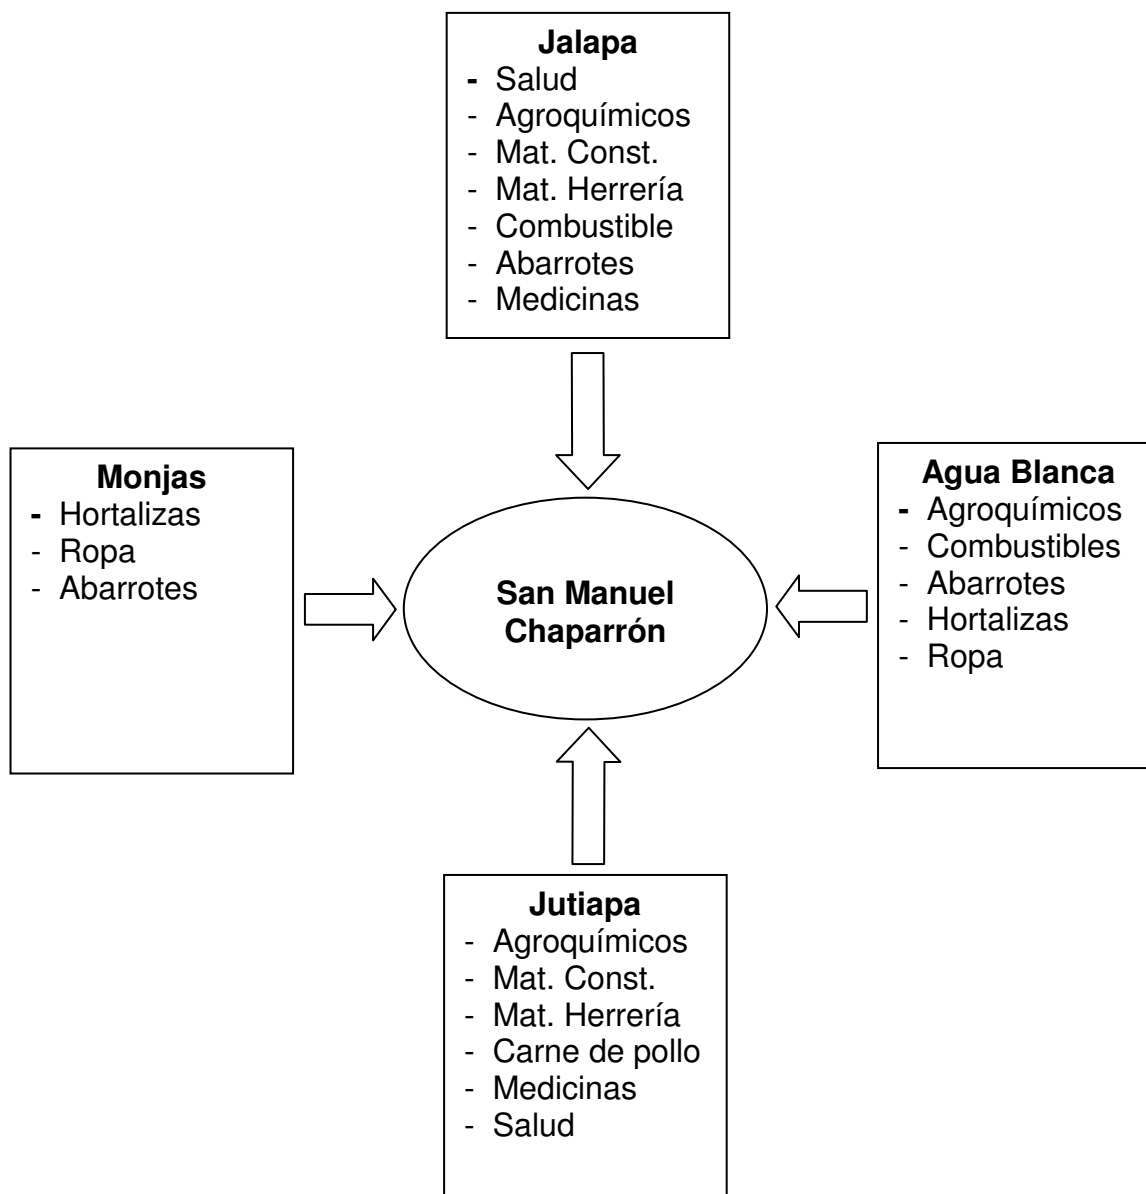 Jalapa
- Salud
- Agroquímicos
- Mat. Const.
- Mat. Herrería
- Combustible
- Abarrotes
- Medicinas
Monjas
- Hortalizas
- Ropa
- Abarrotes
San Manuel
Chaparrón
Agua Blanca
- Agroquímicos
- Combustibles
- Abarrotes
- Hortalizas
- Ropa
Jutiapa
- Agroquímicos
- Mat. Const.
- Mat. Herrería
- Carne de pollo
- Medicinas
- Salud